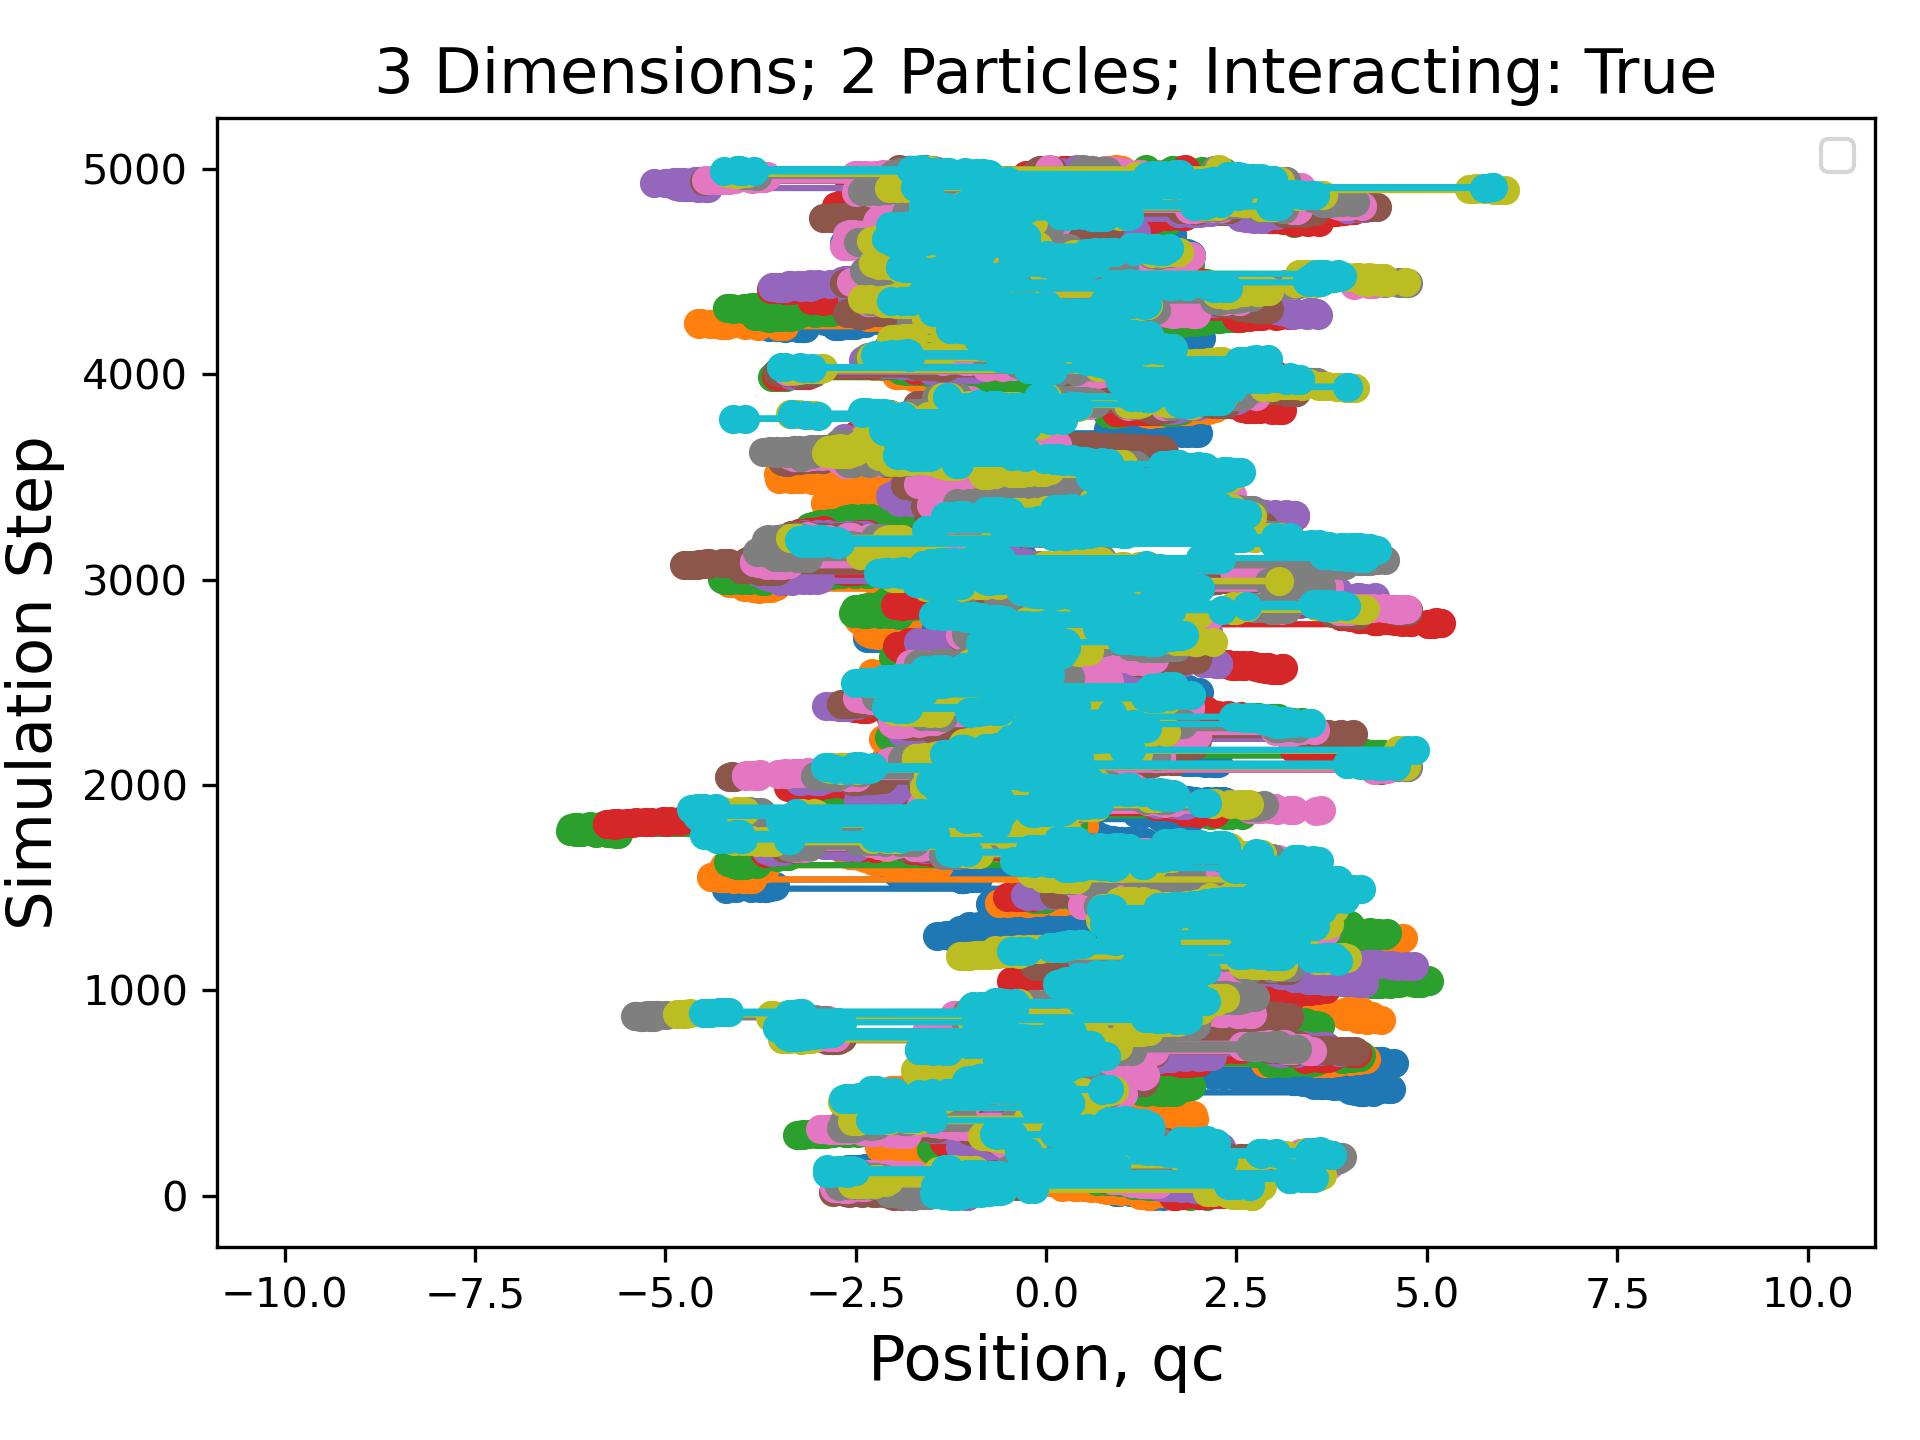 3 Dimensions; 2 Particles; Interacting: True
Simulation Step
5000
4000
3000
2000
1000
0
−10.0 −7.5 −5.0 −2.5 0.0 2.5 5.0 7.5 10.0
Position, qc